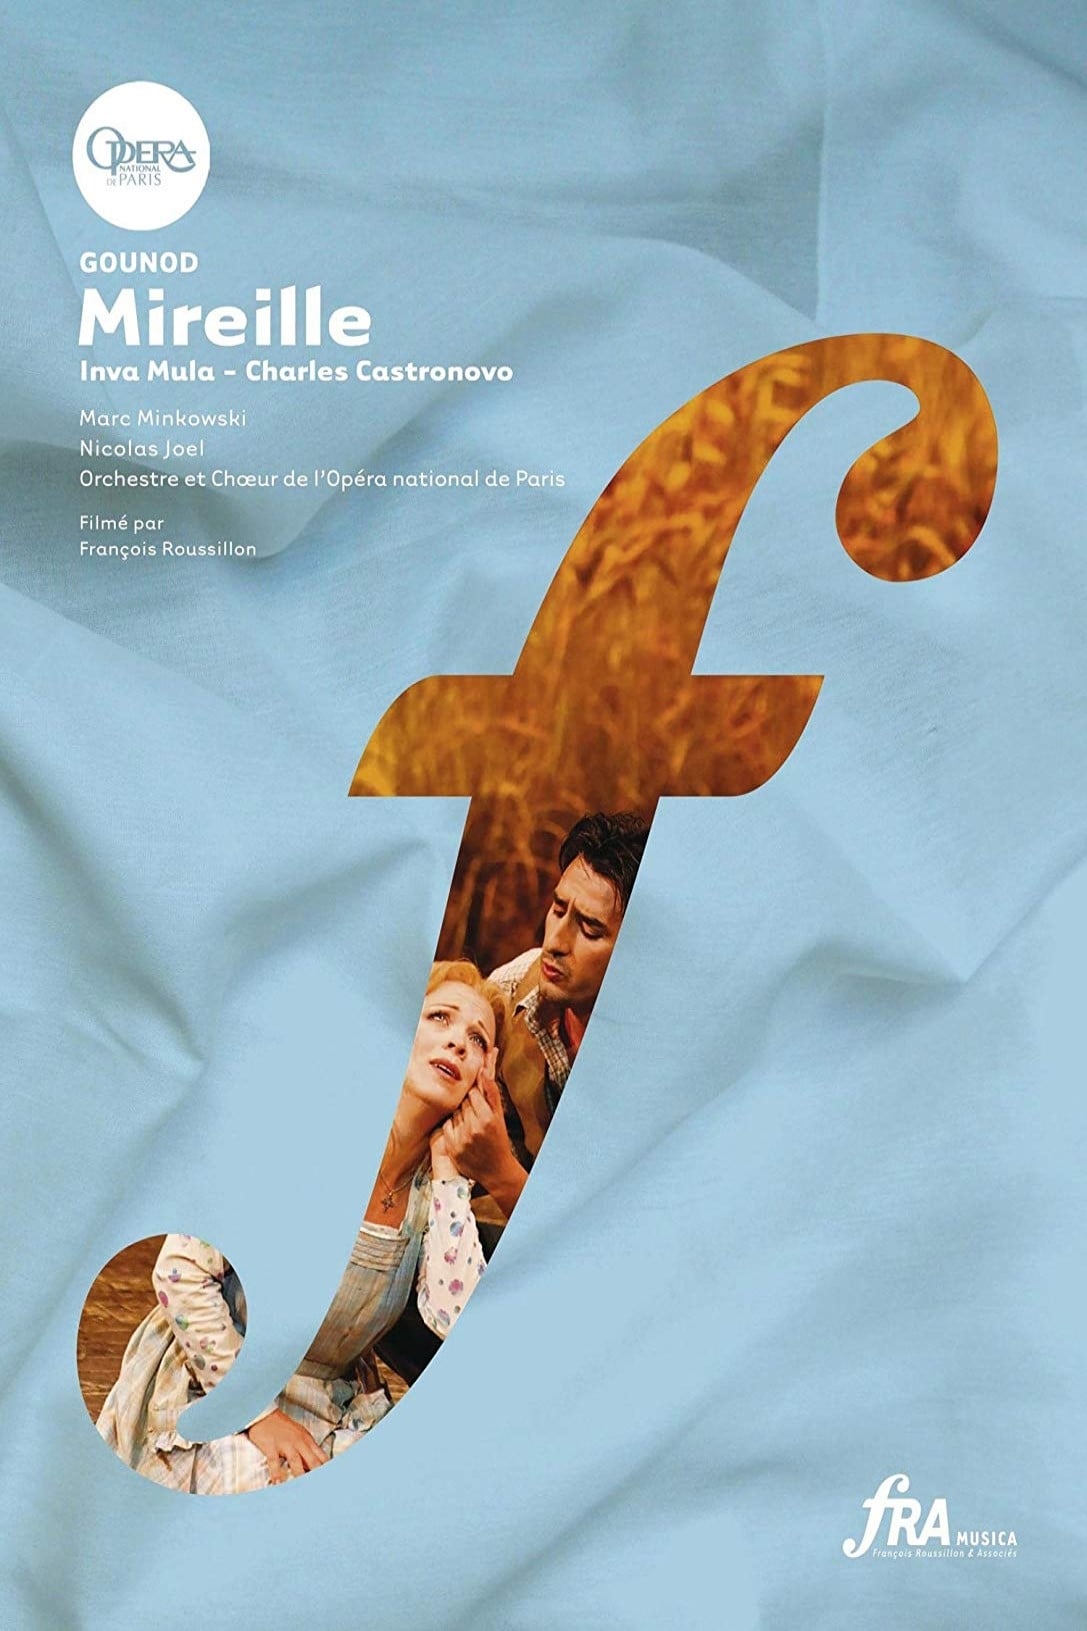 OPERA
NATIONAL
DE PARIS
GOUNOD
Mireille
Inva Mula – Charles Castronovo
Marc Minkowski
Nicolas Joel
Orchestre et Chœur de l’Opéra national de Paris
Filmé par
François Roussillon
f
fRA MUSICA
François Roussillon & Associés